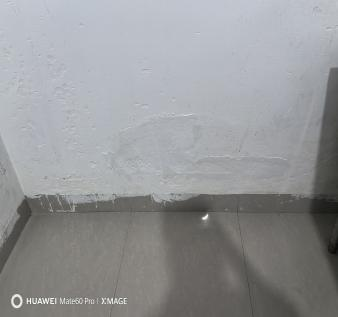 HUAWEI Mate60 Pro | XMAGE